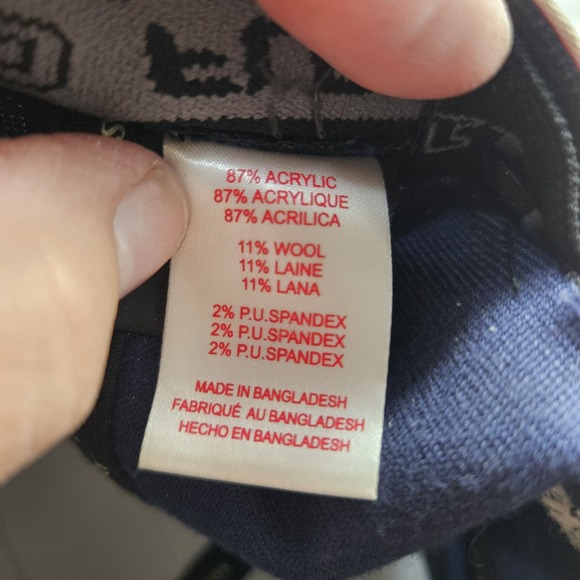 87% ACRYLIC
87% ACRYLIQUE
87% ACRILICA
11% WOOL
11% LAINE
11% LANA
2% P.U.SPANDEX
2% P.U.SPANDEX
2% P.U.SPANDEX
MADE IN BANGLADESH
FABRIQUÉ AU BANGLADESH
HECHO EN BANGLADESH